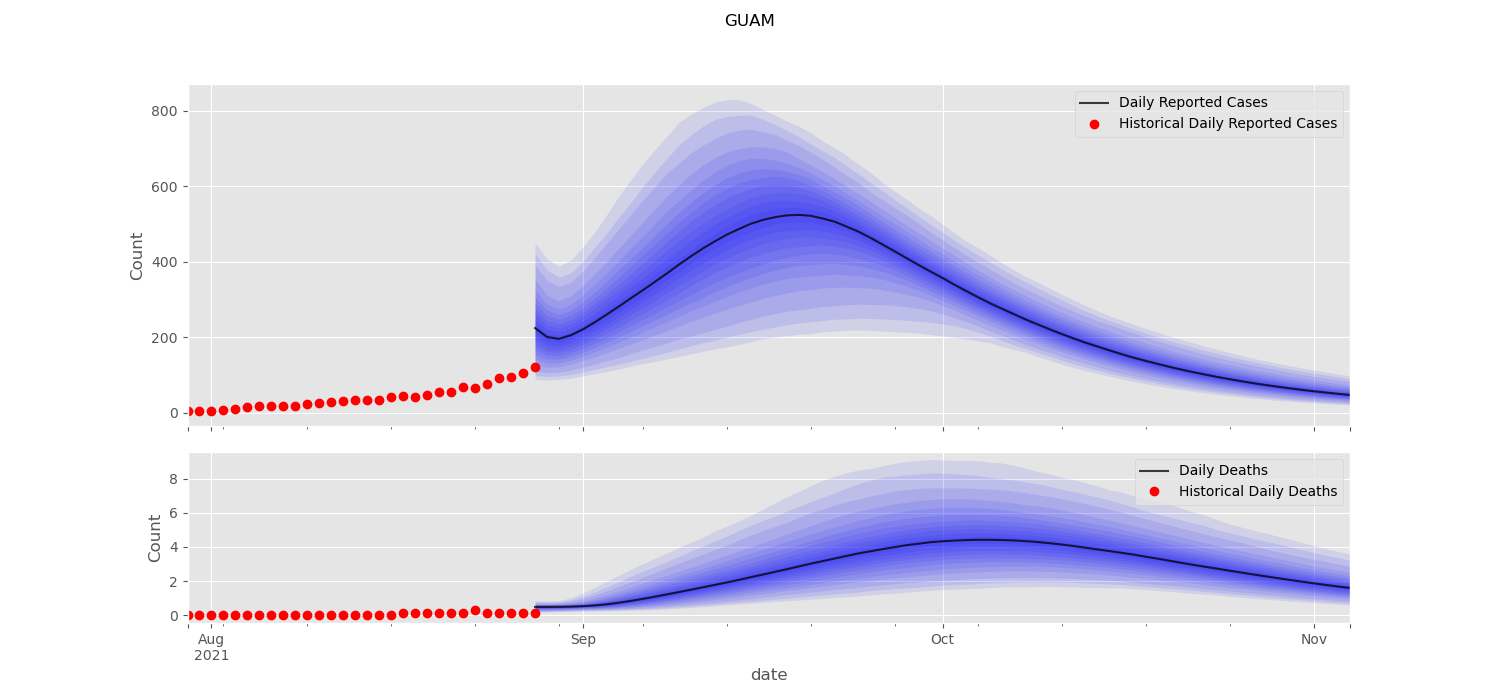 GUAM
Daily Reported Cases
Historical Daily Reported Cases
800
600
400
200
0
Count
Daily Deaths
Historical Daily Deaths
8
6
4
2
0
Count
Aug
2021
Sep
Oct
Nov
date